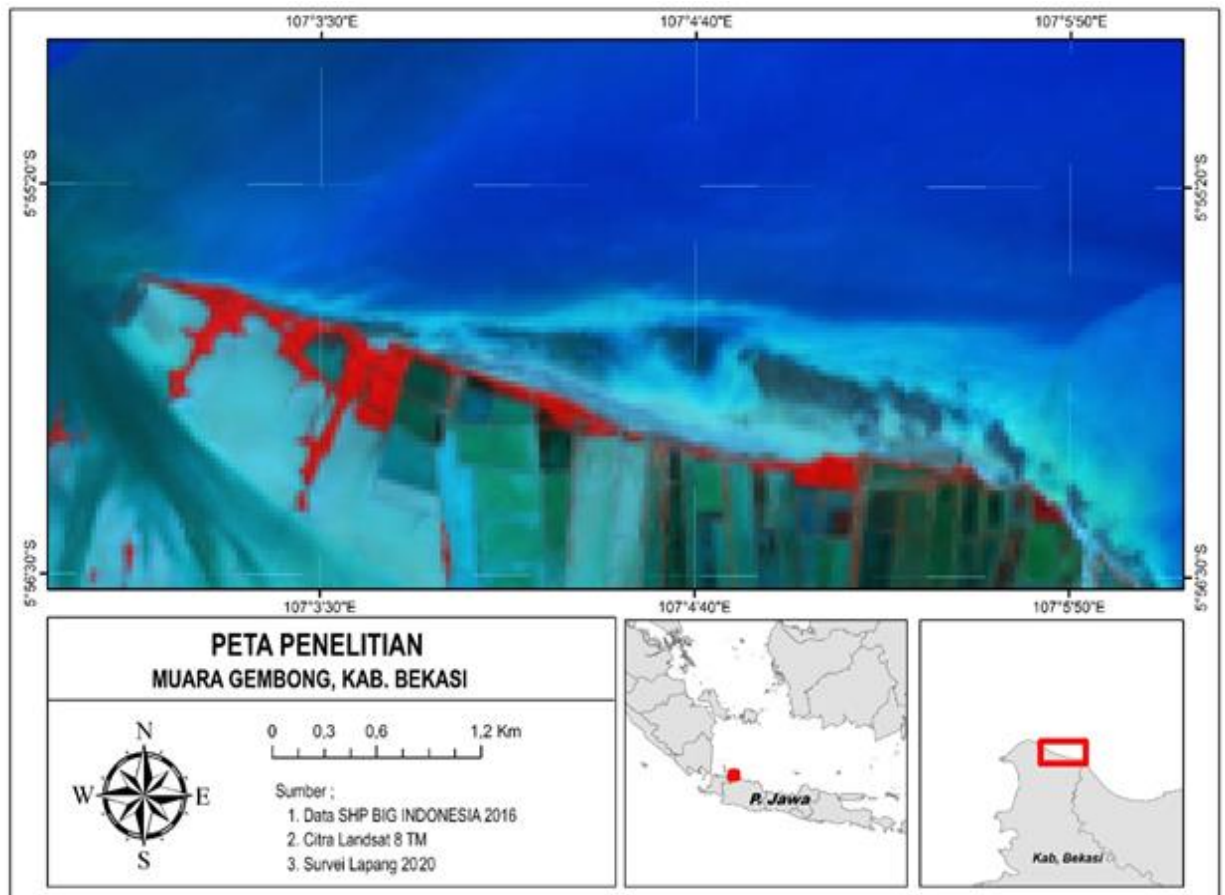 107°3'30"E 107°4'40"E 107°5'50"E
5°55'20"S 5°55'20"S
5°56'30"S 5°56'30"S
107°3'30"E 107°4'40"E 107°5'50"E
PETA PENELITIAN
MUARA GEMBONG, KAB. BEKASI
N
W E
S
0 0,3 0,6 1,2 Km
Sumber ;
1. Data SHP BIG INDONESIA 2016
2. Citra Landsat 8 TM
3. Survei Lapang 2020
P. Jawa
Kab, Bekasi